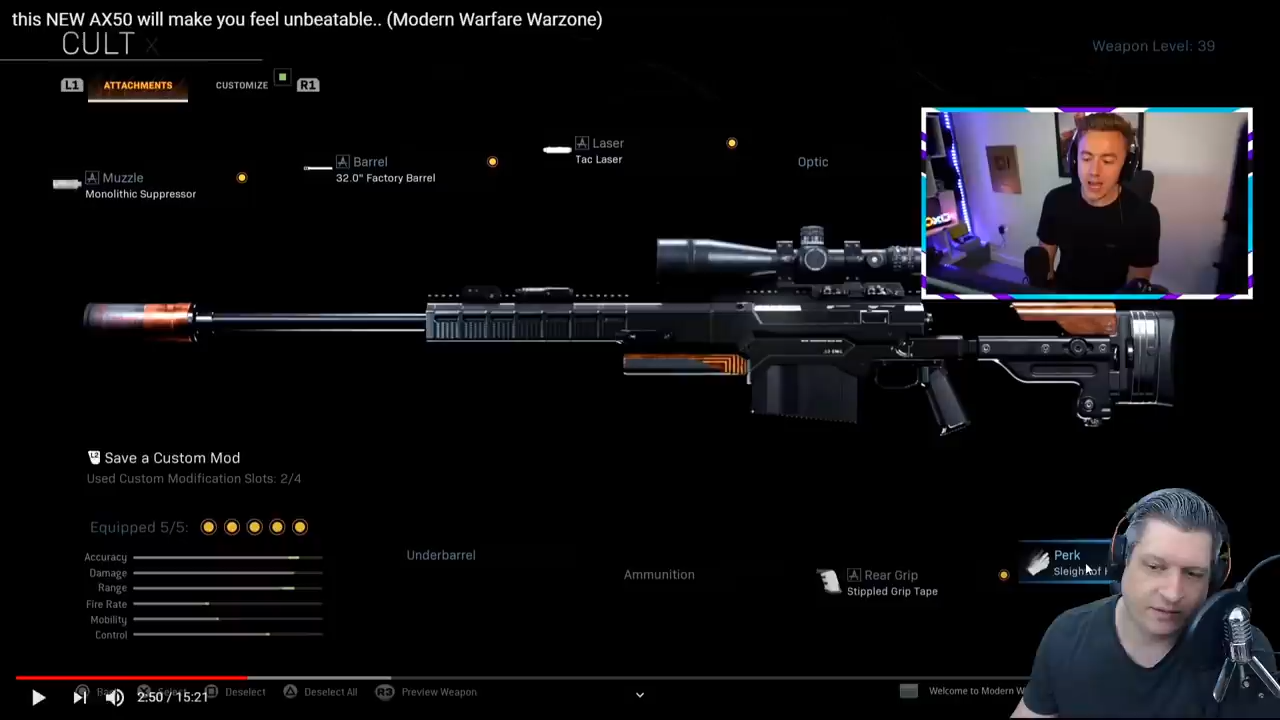 this NEW AX50 will make you feel unbeatable.. (Modern Warfare Warzone)
CULT x
Weapon Level: 39
L1
ATTACHMENTS
CUSTOMIZE
R1
Muzzle
Monolithic Suppressor
Barrel
32.0" Factory Barrel
Laser
Tac Laser
Optic
L2 Save a Custom Mod
Used Custom Modification Slots: 2/4
Equipped 5/5:
Accuracy
Damage
Range
Fire Rate
Mobility
Control
Underbarrel
Ammunition
Rear Grip
Stippled Grip Tape
Perk
Sleight of
2:50 / 15:21
Deselect
Deselect All
R3 Preview Weapon
Welcome to Modern W